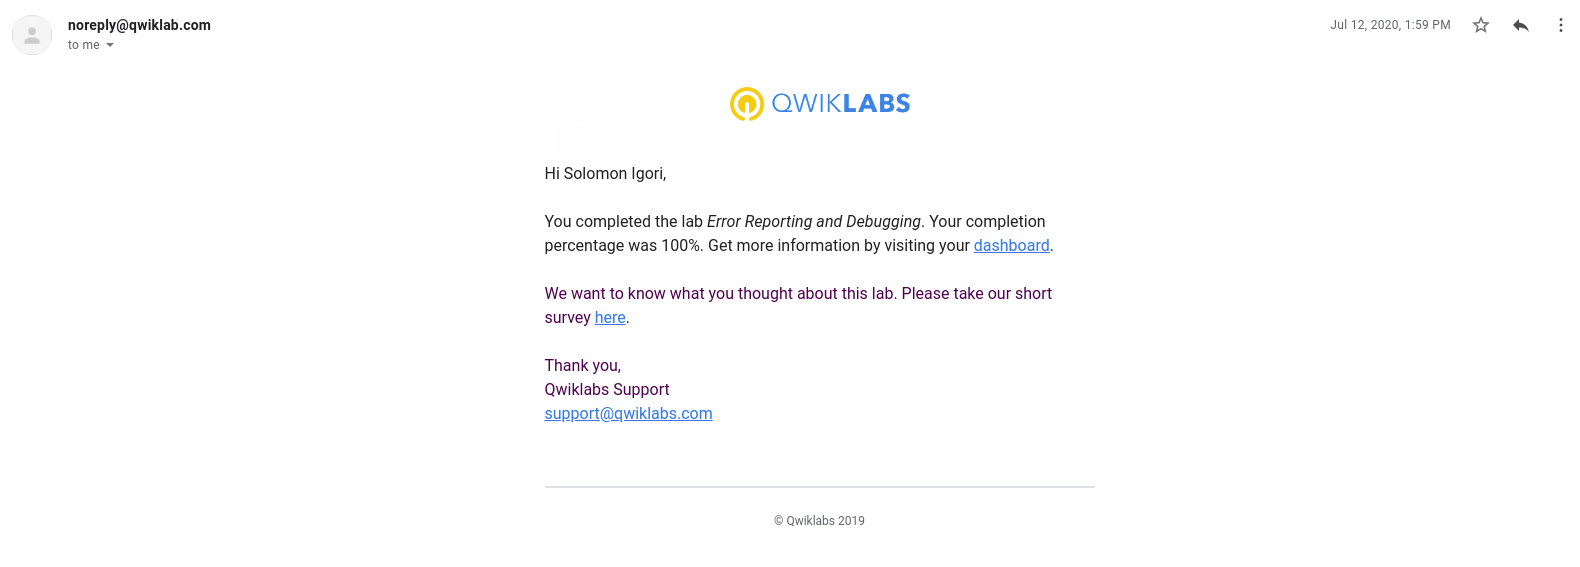 noreply@qwiklab.com
Jul 12, 2020, 1:59 PM
to me
QWIKLABS
Hi Solomon Igori,
You completed the lab Error Reporting and Debugging. Your completion
percentage was 100%. Get more information by visiting your dashboard.
We want to know what you thought about this lab. Please take our short
survey here.
Thank you,
Qwiklabs Support
support@qwiklabs.com
© Qwiklabs 2019